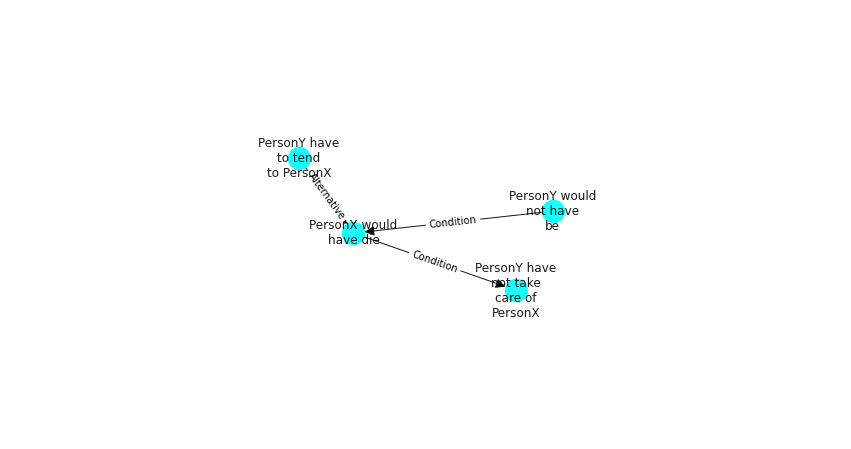 PersonY have
to tend
to PersonX
Alternative
PersonX would
have die
Condition
PersonY would
not have
be
Condition
PersonY have
not take
care of
PersonX